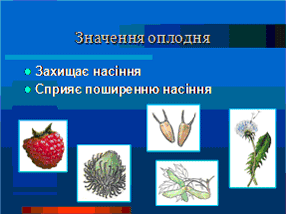 Значення оплодня
Захищає насіння
Сприяє поширенню насіння